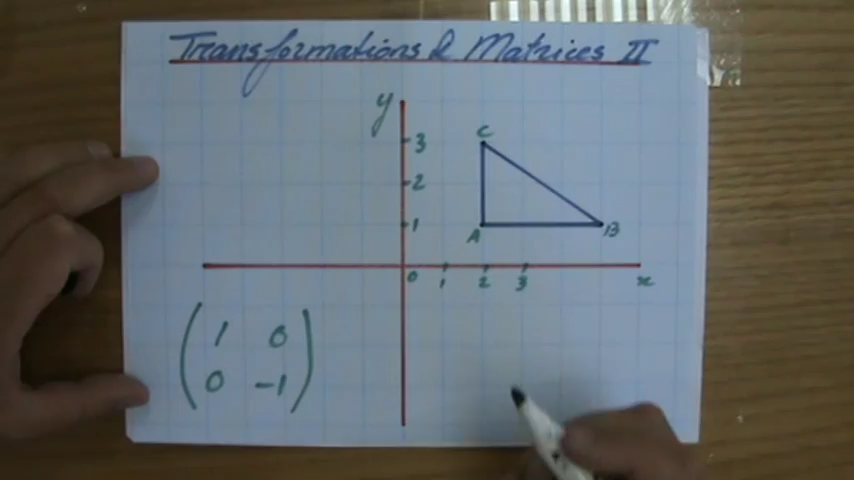 Transformations & Matrices II
y
C
3
2
1
A
B
0 1 2 3 x
1 0
0 -1